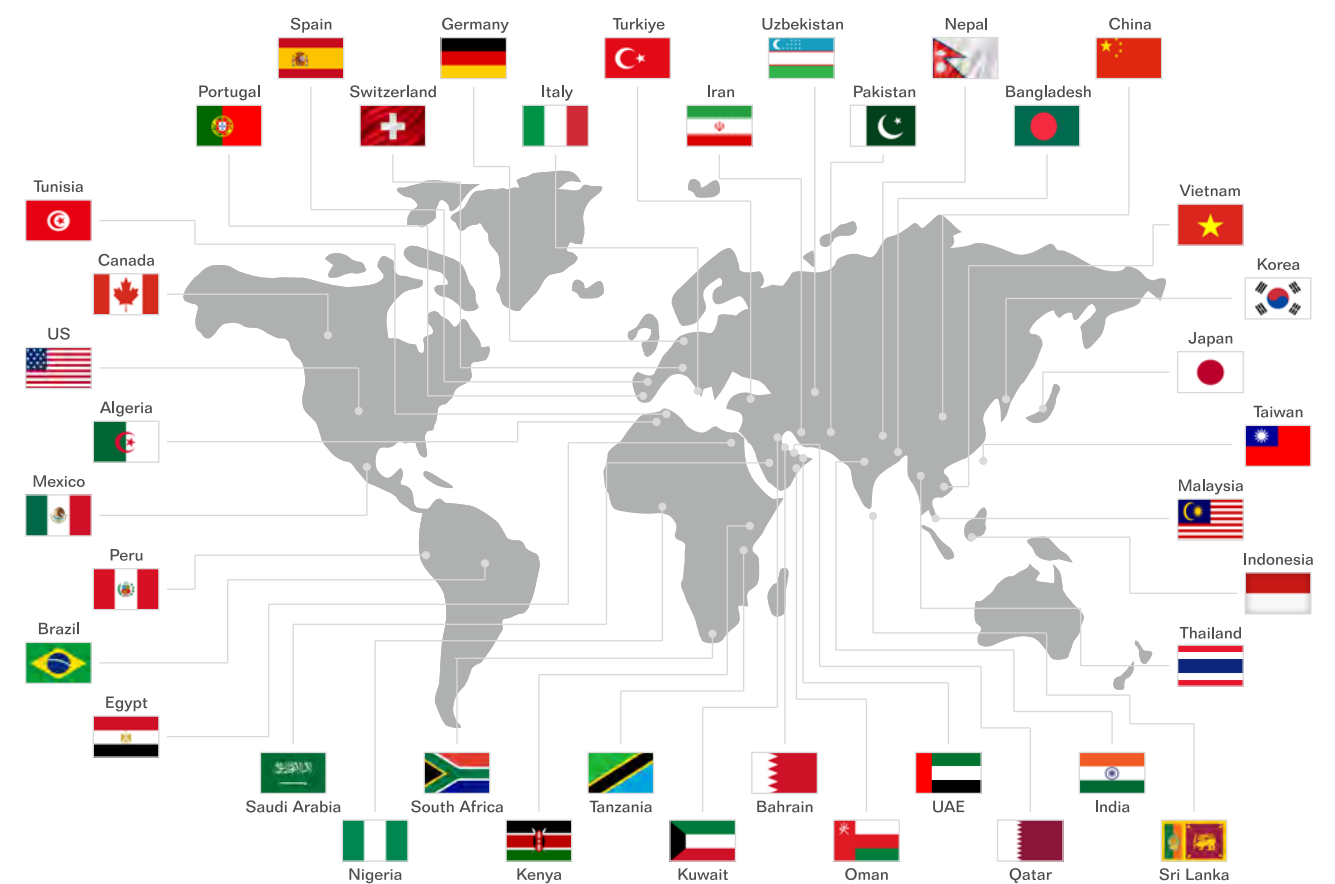 Spain
Germany
Turkiye
Uzbekistan
Nepal
China
Portugal
Switzerland
Italy
Iran
Pakistan
Bangladesh
Tunisia
Vietnam
Canada
Korea
US
Japan
Algeria
Taiwan
Mexico
Malaysia
Peru
Indonesia
Brazil
Thailand
Egypt
Saudi Arabia
South Africa
Tanzania
Bahrain
UAE
India
Nigeria
Kenya
Kuwait
Oman
Qatar
Sri Lanka